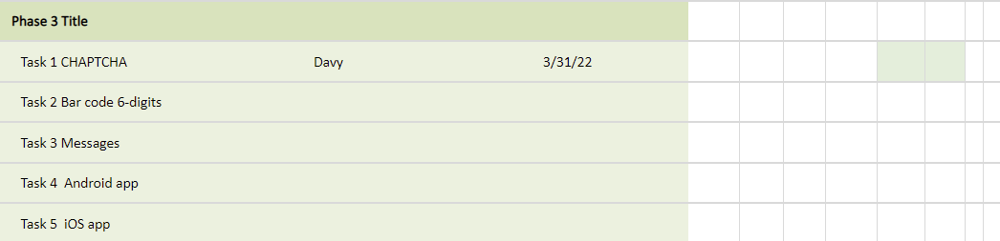 Phase 3 Title
Task 1 CHAPTCHA Davy 3/31/22
Task 2 Bar code 6-digits
Task 3 Messages
Task 4  Android app
Task 5  iOS app